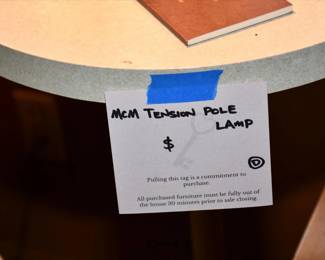 MCM TENSION POLE
LAMP
$
D
Pulling this tag is a commitment to
purchase.
All purchased furniture must be fully out of
the house 30 minutes prior to sale closing.